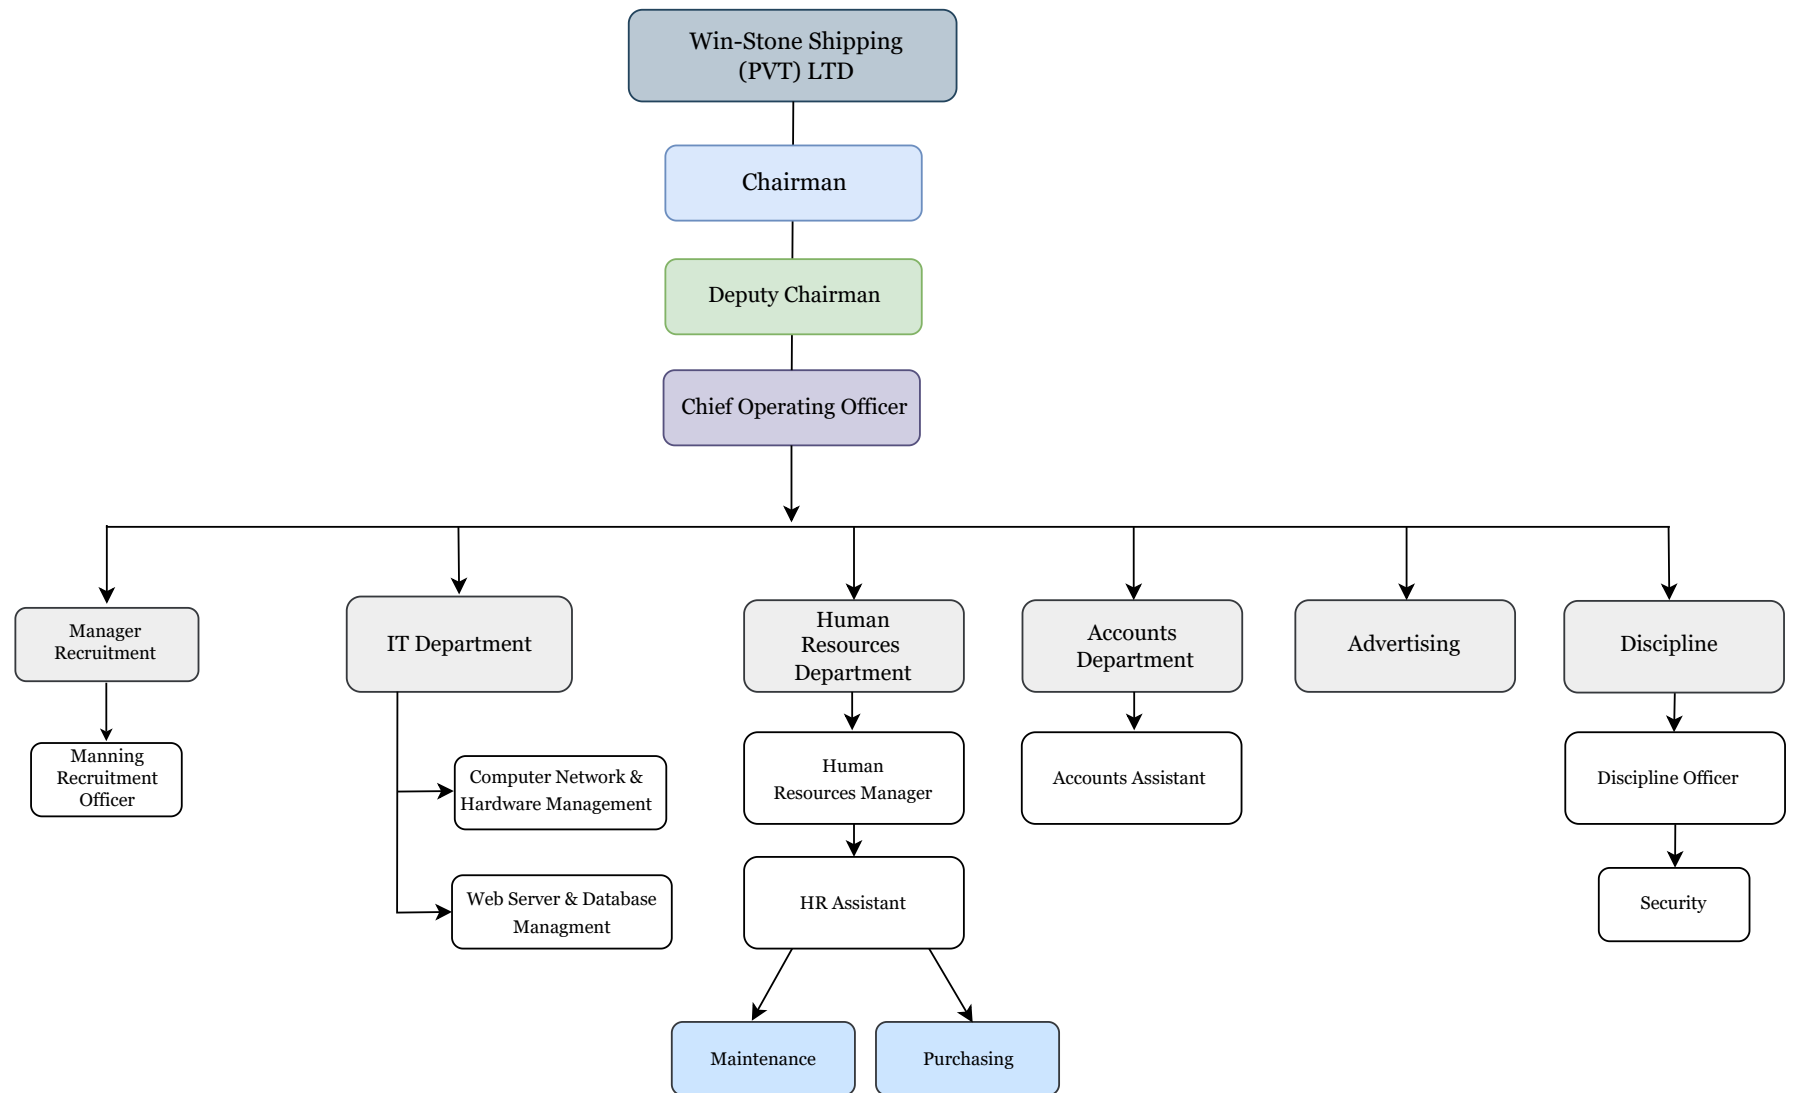 Win-Stone Shipping
(PVT) LTD
Chairman
Deputy Chairman
Chief Operating Officer
Manager
Recruitment
IT Department
Human
Resources
Department
Accounts
Department
Advertising
Discipline
Manning
Recruitment
Officer
Computer Network &
Hardware Management
Web Server & Database
Managment
Human
Resources Manager
HR Assistant
Accounts Assistant
Discipline Officer
Security
Maintenance
Purchasing